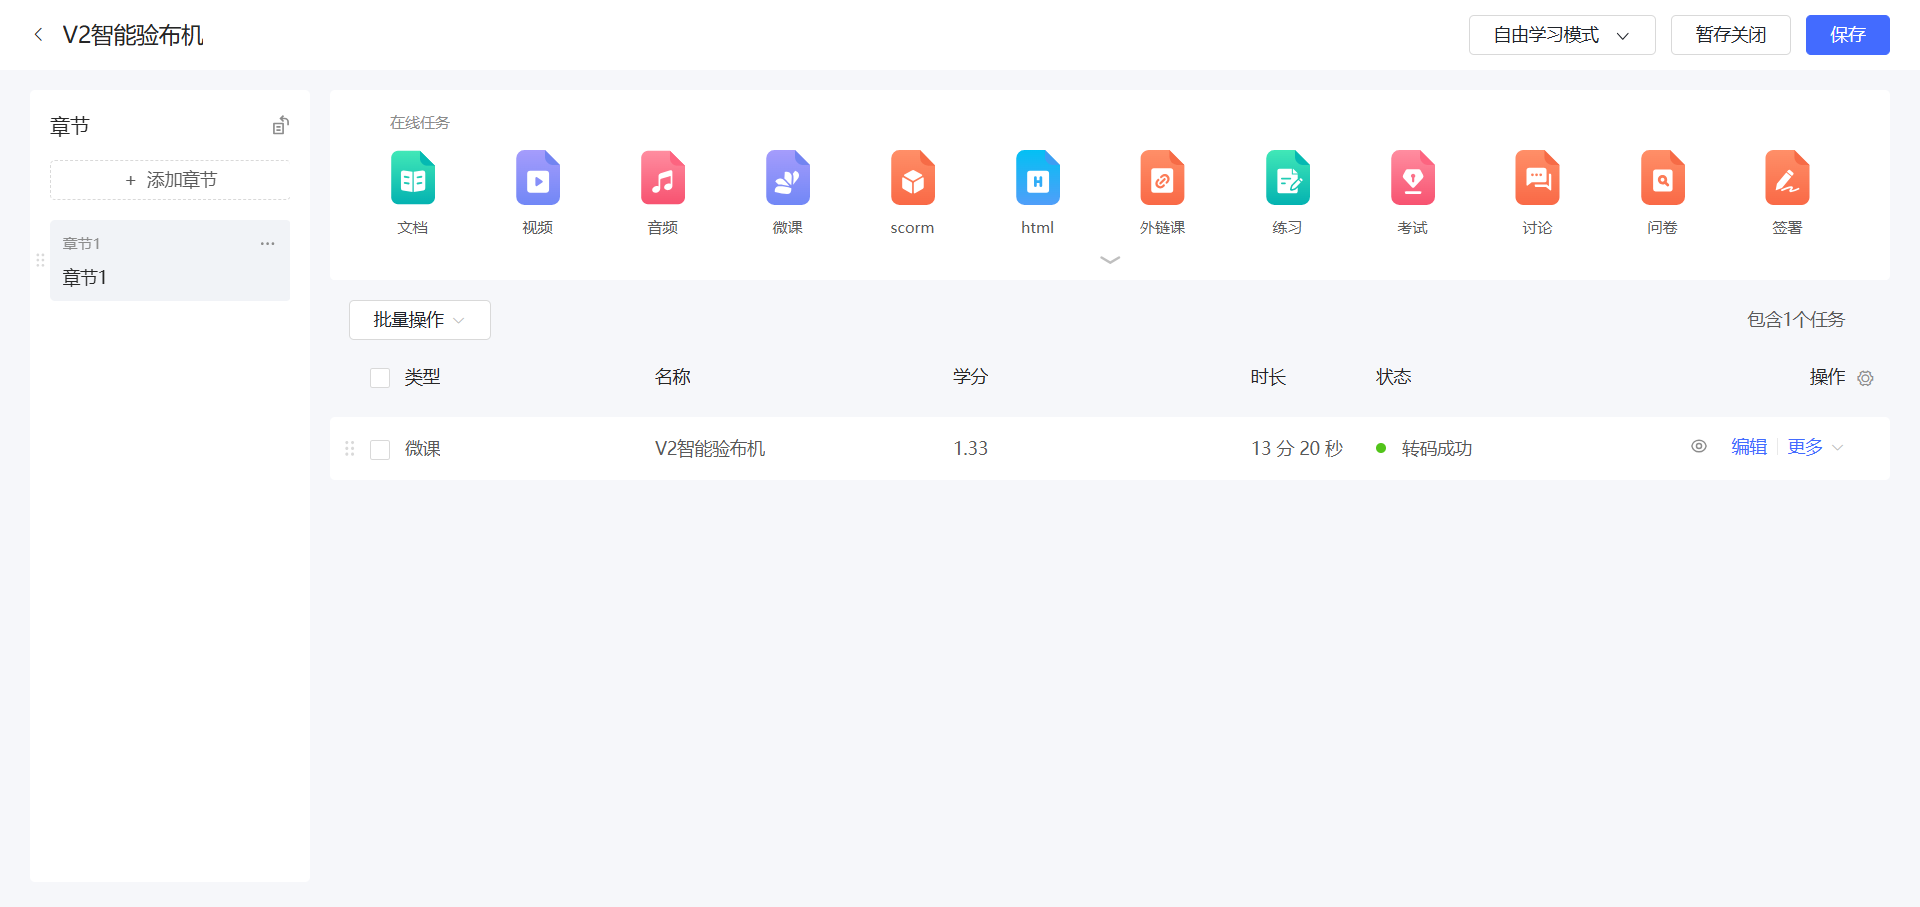 V2智能验布机
自由学习模式
暂存关闭
保存
章节
+ 添加章节
章节1
章节1
在线任务
文档
视频
音频
微课
scorm
html
外链课
练习
考试
讨论
问卷
签署
批量操作
包含1个任务
类型 名称 学分 时长 状态 操作
微课 V2智能验布机 1.33 13 分 20 秒 转码成功 编辑 更多